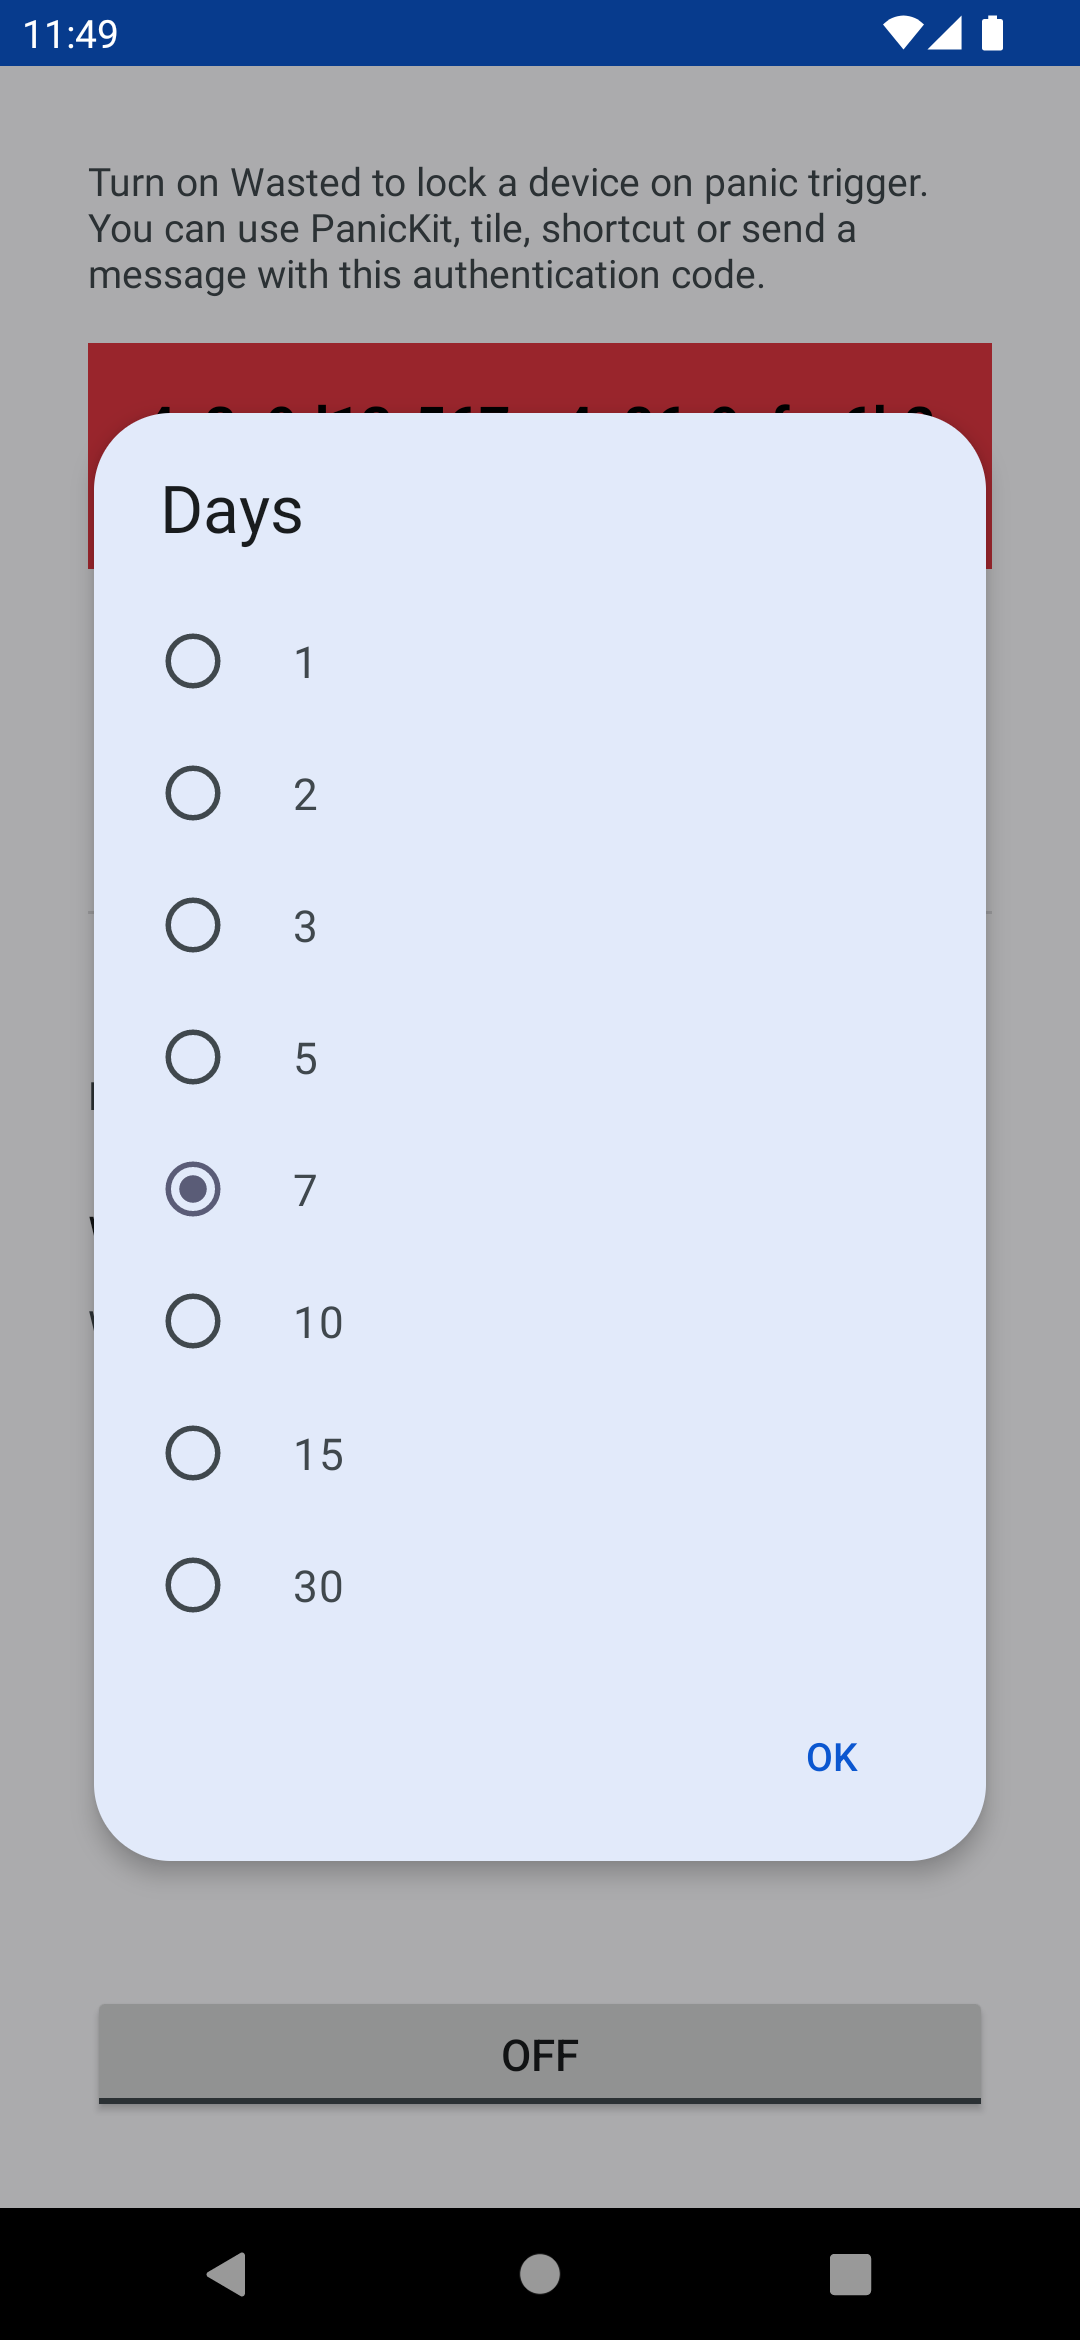 11:49
Turn on Wasted to lock a device on panic trigger.
You can use PanicKit, tile, shortcut or send a
message with this authentication code.
Days
1
2
3
5
7
10
15
30
OK
OFF